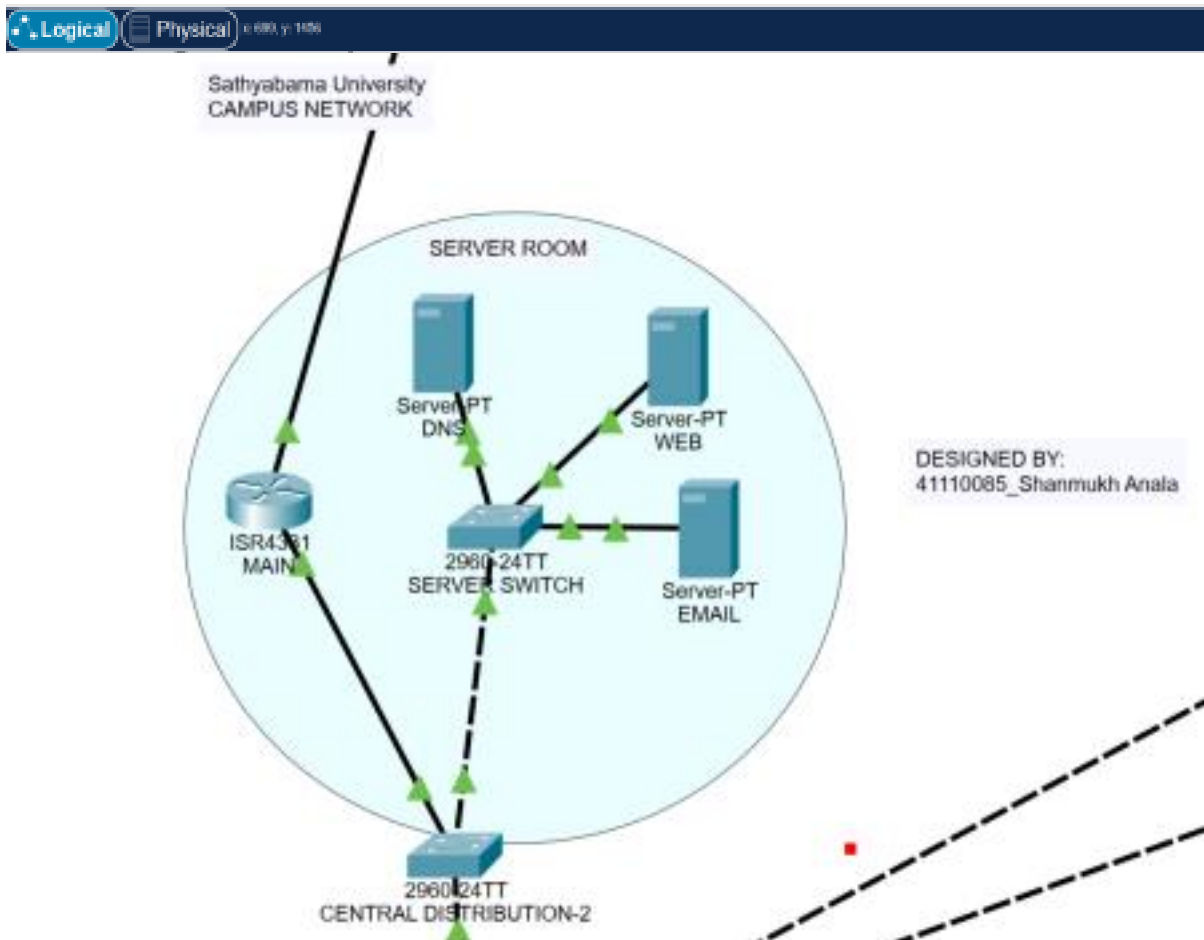 Logical
Physical
Sathyabama University
CAMPUS NETWORK
SERVER ROOM
Server-PT
DNS
Server-PT
WEB
DESIGNED BY:
41110085_Shanmukh Anala
ISR4331
MAIN
2960-24TT
SERVER SWITCH
Server-PT
EMAIL
2960-24TT
CENTRAL DISTRIBUTION-2